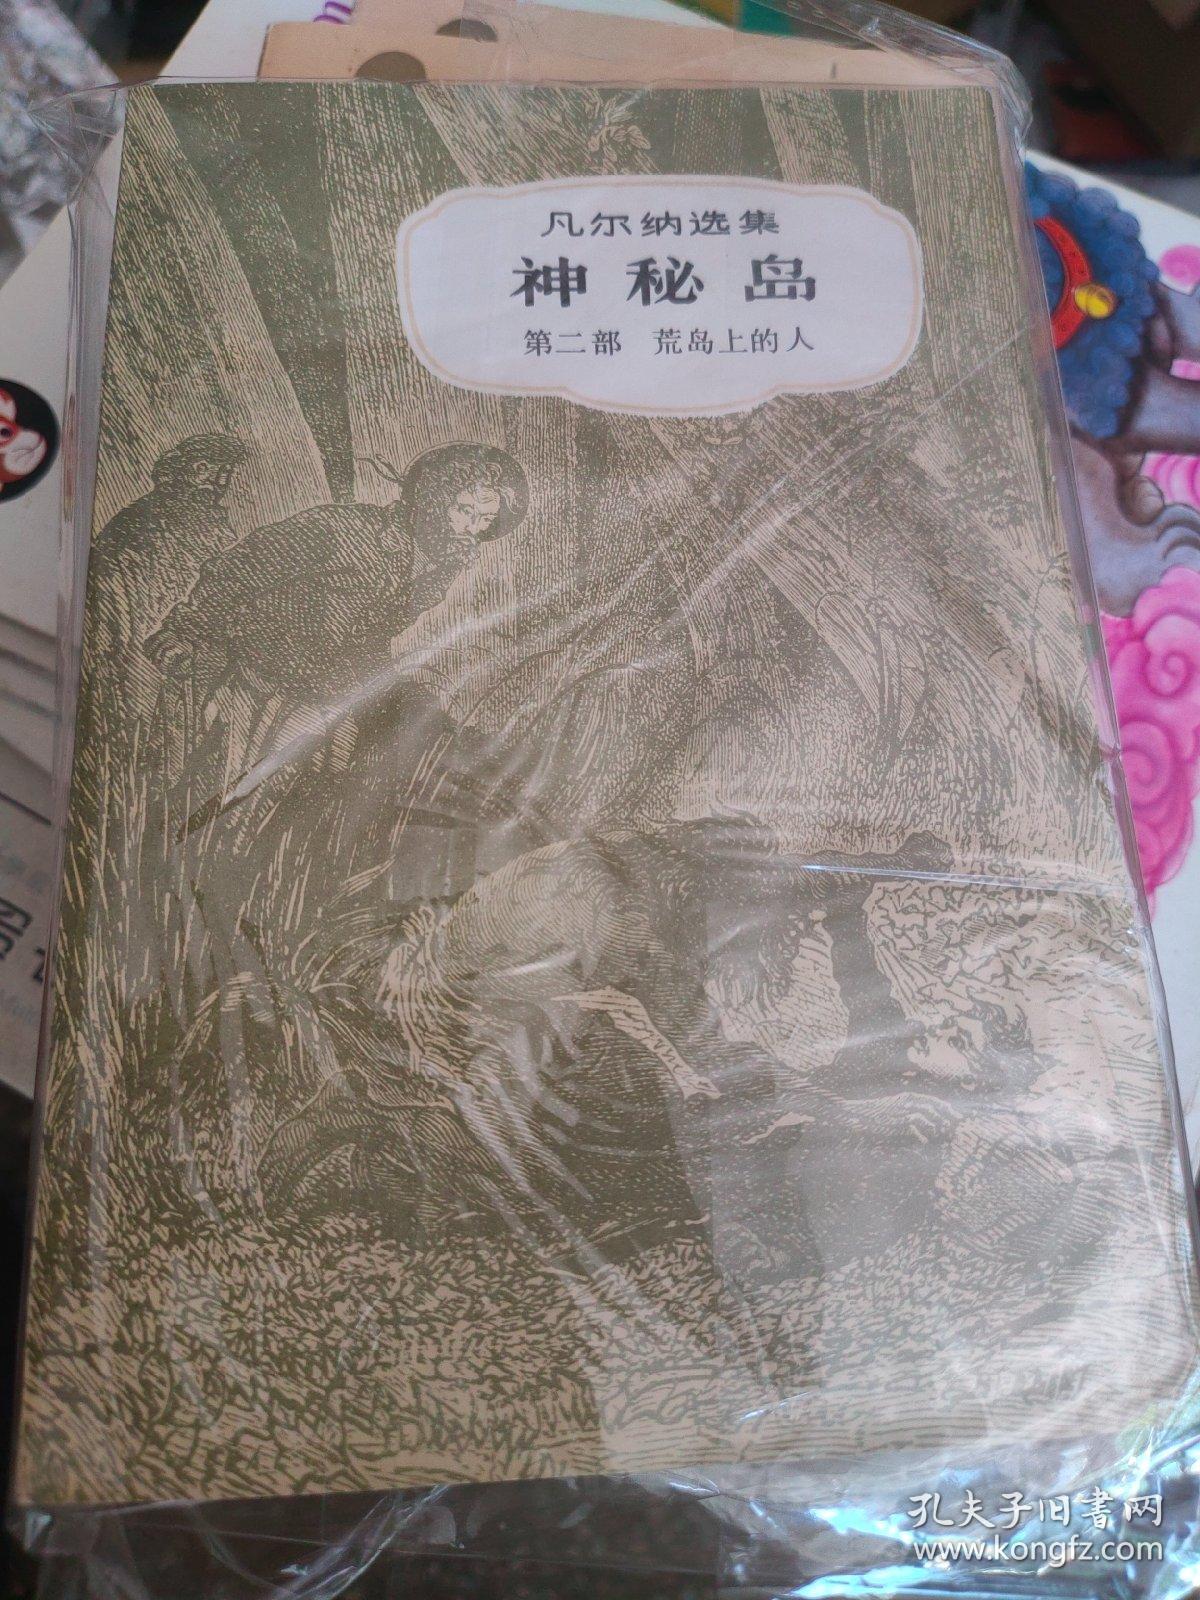 凡尔纳选集
神秘岛
第二部 荒岛上的人
孔夫子旧书网
www.kongfz.com